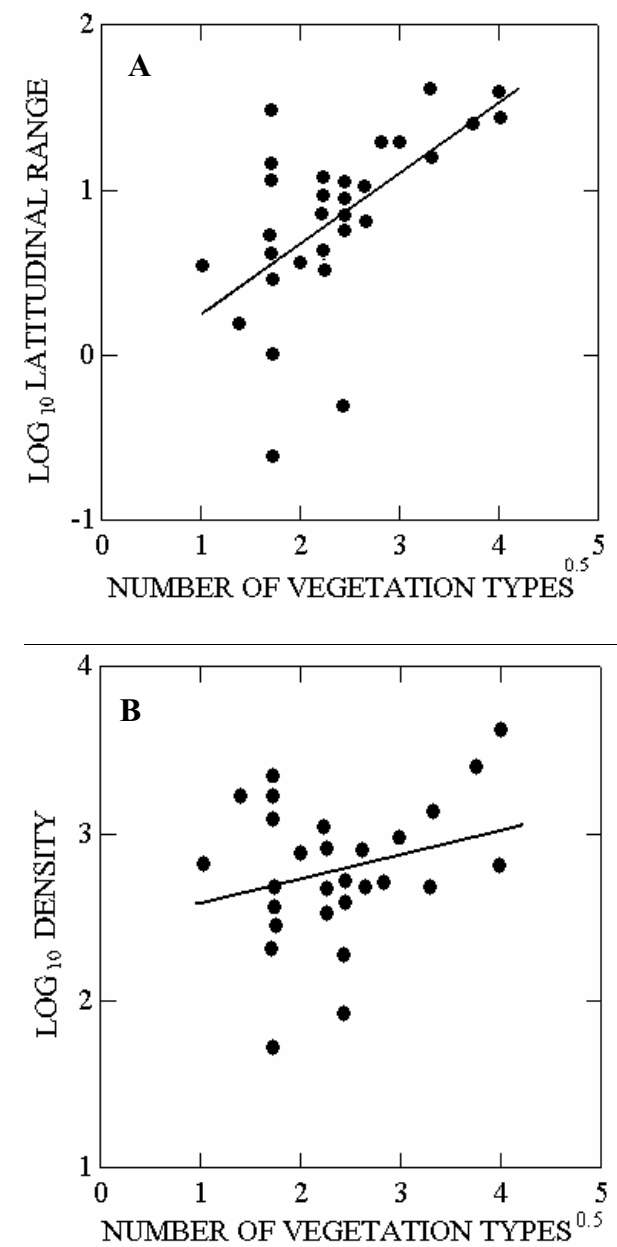 2
A
1
0
-1
LOG10 LATITUDINAL RANGE
0 1 2 3 4 5
NUMBER OF VEGETATION TYPES0.5
4
B
3
2
1
LOG10 DENSITY
0 1 2 3 4 5
NUMBER OF VEGETATION TYPES0.5